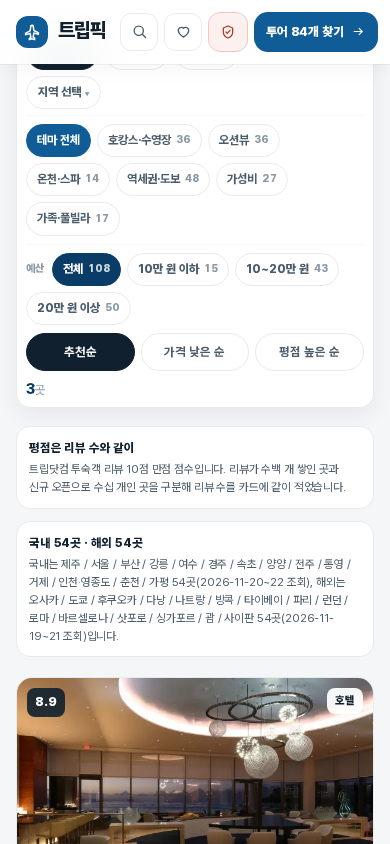 트립픽
투어 84개 찾기 →
지역 선택 ▾
테마 전체 호캉스·수영장 36 오션뷰 36
온천·스파 14 역세권·도보 48 가성비 27
가족·풀빌라 17
예산 전체 108 10만 원 이하 15 10~20만 원 43
20만 원 이상 50
추천순 가격 낮은 순 평점 높은 순
3곳
평점은 리뷰 수와 같이
트립닷컴 투숙객 리뷰 10점 만점 점수입니다. 리뷰가 수백 개 쌓인 곳과
신규 오픈으로 수십 개인 곳을 구분해 리뷰 수를 카드에 같이 적었습니다.
국내 54곳 · 해외 54곳
국내는 제주 / 서울 / 부산 / 강릉 / 여수 / 경주 / 속초 / 양양 / 전주 / 통영 /
거제 / 인천·영종도 / 춘천 / 가평 54곳(2026-11-20~22 조회), 해외는
오사카 / 도쿄 / 후쿠오카 / 다낭 / 나트랑 / 방콕 / 타이베이 / 파리 / 런던 /
로마 / 바르셀로나 / 삿포로 / 싱가포르 / 괌 / 사이판 54곳(2026-11-
19~21 조회)입니다.
8.9
호텔